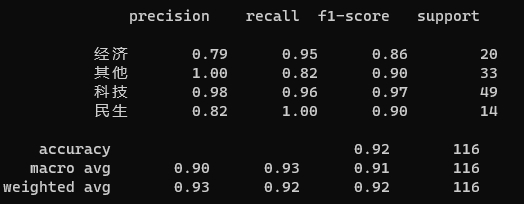 precision recall f1-score support
经济 0.79 0.95 0.86 20
其他 1.00 0.82 0.90 33
科技 0.98 0.96 0.97 49
民生 0.82 1.00 0.90 14
accuracy 0.92 116
macro avg 0.90 0.93 0.91 116
weighted avg 0.93 0.92 0.92 116